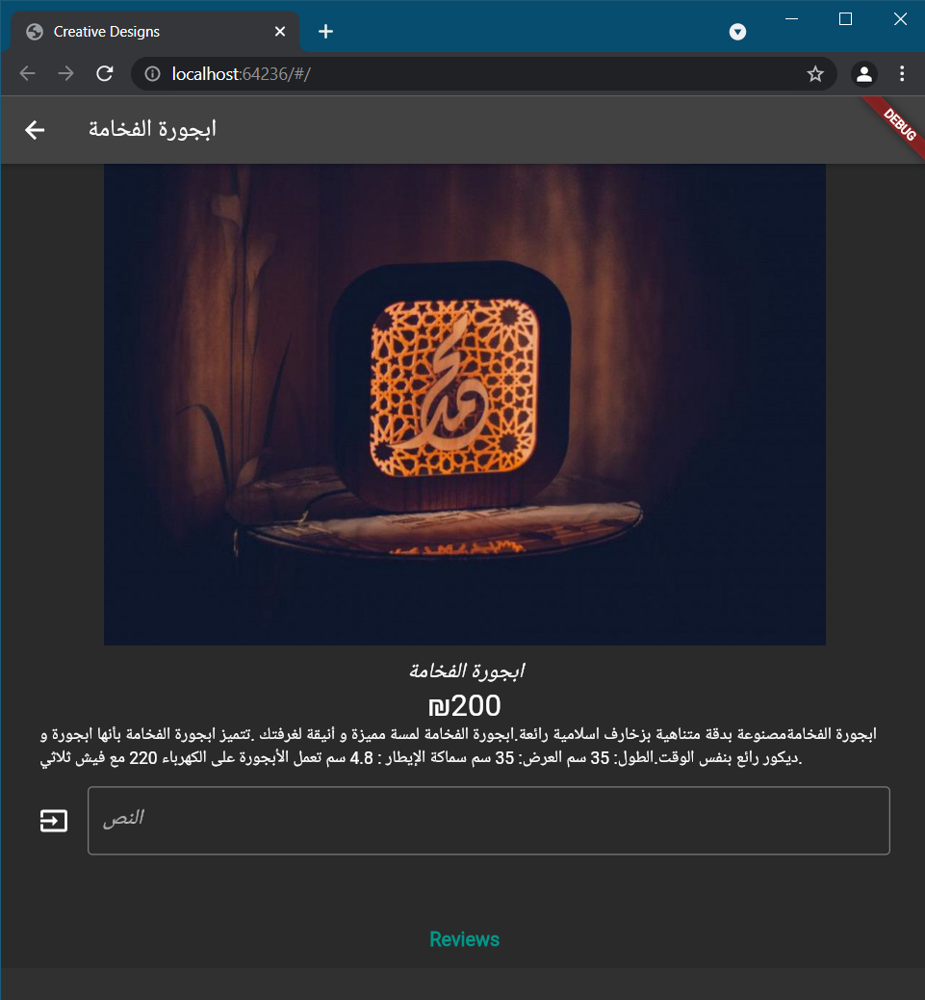 Creative Designs
localhost:64236/#/
ابجورة الفخامة
DEBUG
محمد
ابجورة الفخامة
₪200
ابجورة الفخامةمصنوعة بدقة متناهية بزخارف اسلامية رائعة.ابجورة الفخامة لمسة مميزة و أنيقة لغرفتك .تتميز ابجورة الفخامة بأنها ابجورة و
ديكور رائع بنفس الوقت.الطول: 35 سم العرض: 35 سم سماكة الإيطار : 4.8 سم تعمل الأبجورة على الكهرباء 220 مع فيش ثلاثي.
النص
Reviews